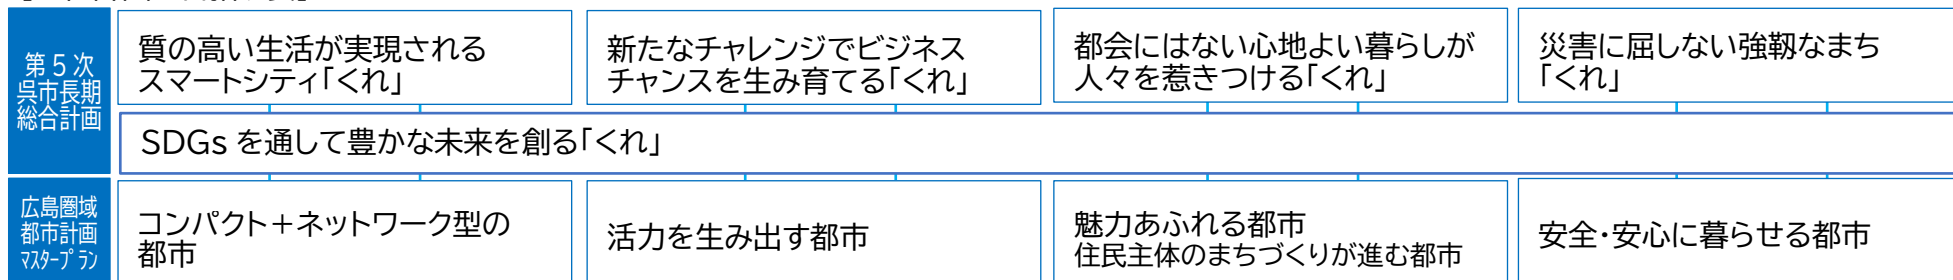 第5次
呉市長期
総合計画
質の高い生活が実現される
スマートシティ「くれ」
新たなチャレンジでビジネス
チャンスを生み育てる「くれ」
都会にはない心地よい暮らしが
人々を惹きつける「くれ」
災害に屈しない強靱なまち
「くれ」
SDGs を通して豊かな未来を創る「くれ」
広島圏域
都市計画
マスタープラン
コンパクト＋ネットワーク型の
都市
活力を生み出す都市
魅力あふれる都市
住民主体のまちづくりが進む都市
安全・安心に暮らせる都市